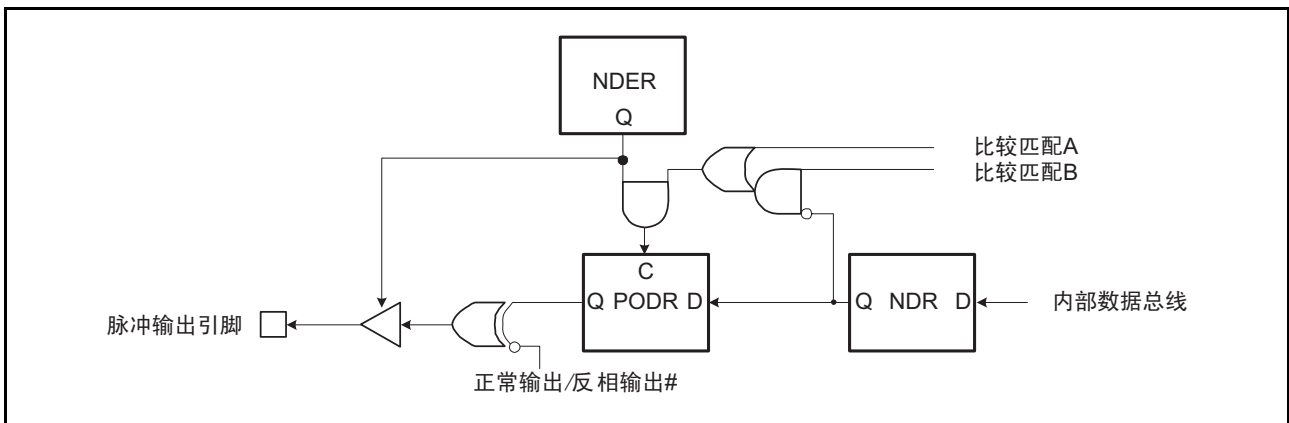 NDER
Q
比较匹配A
比较匹配B
C
Q PODR D
Q NDR D
内部数据总线
脉冲输出引脚
正常输出/反相输出#